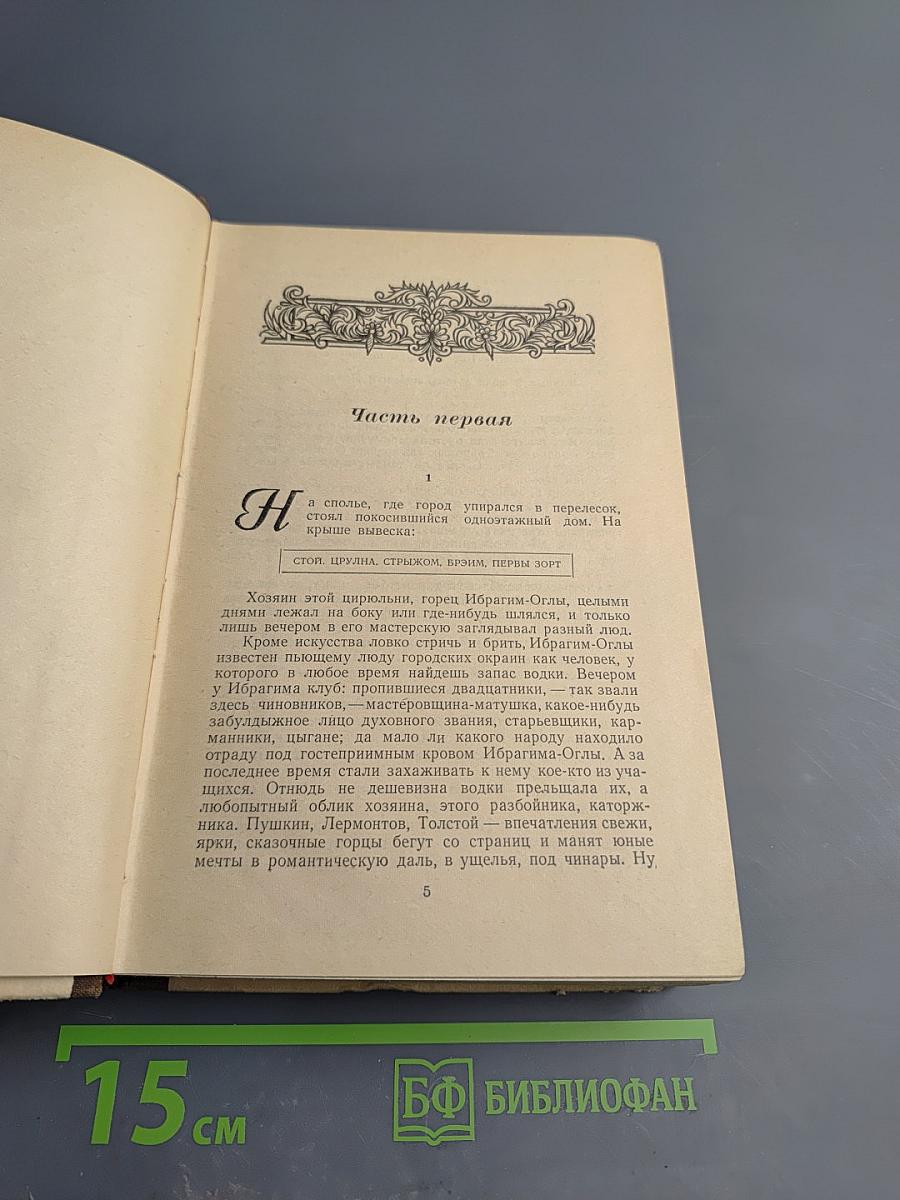 Часть первая
1
На сполье, где город упирался в перелесок,
стоял покосившийся одноэтажный дом. На
крыше вывеска:
СТОЙ, ЦРУЛНА, СТРЫЖОМ, БРЭИМ, ПЕРВЫ ЗОРТ
Хозяин этой цирюльни, горец Ибрагим-Оглы, целыми
днями лежал на боку или где-нибудь шлялся, и только
лишь вечером в его мастерскую заглядывал разный люд.
Кроме искусства ловко стричь и брить, Ибрагим-Оглы
известен пьющему люду городских окраин как человек, у
которого в любое время найдешь запас водки. Вечером
у Ибрагима клуб: пропившиеся двадцатники, — так звали
здесь чиновников, — мастеровщина-матушка, какое-нибудь
забулдыжное лицо духовного звания, старьевщики, кар-
манники, цыгане; да мало ли какого народу находило
отраду под гостеприимным кровом Ибрагима-Оглы. А за
последнее время стали захаживать к нему кое-кто из уча-
щихся. Отнюдь не дешевизна водки прельщала их, а
любопытный облик хозяина, этого разбойника, каторж-
ника. Пушкин, Лермонтов, Толстой — впечатления свежи,
ярки, сказочные горцы бегут со страниц и манят юные
мечты в романтическую даль, в ущелья, под чинары. Ну
5
15 см
БФ БИБЛИОФАН